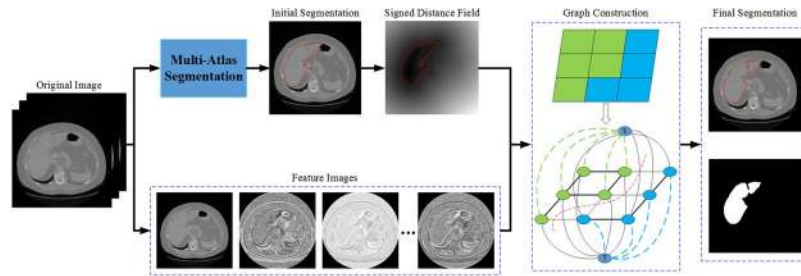 Original Image
Multi-Atlas
Segmentation
Initial Segmentation
Signed Distance Field
Feature Images
Graph Construction
S
T
Final Segmentation